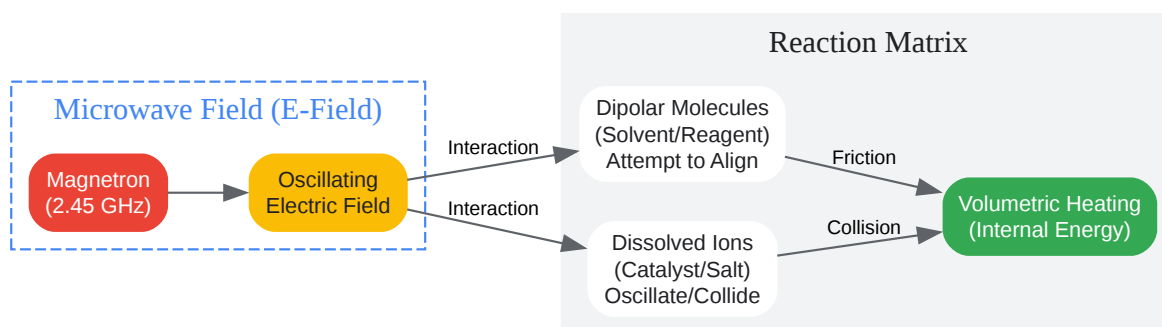 Reaction Matrix
Microwave Field (E-Field)
Magnetron
(2.45 GHz)
Oscillating
Electric Field
Interaction
Interaction
Dipolar Molecules
(Solvent/Reagent)
Attempt to Align
Dissolved Ions
(Catalyst/Salt)
Oscillate/Collide
Friction
Collision
Volumetric Heating
(Internal Energy)